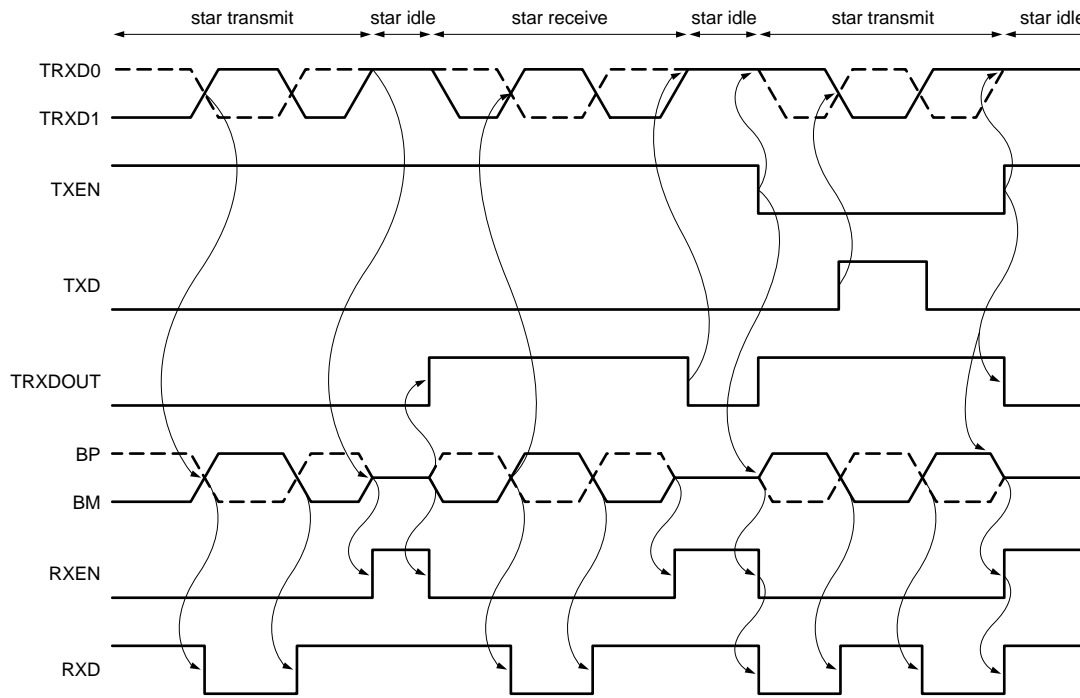 star transmit star idle star receive star idle star transmit star idle
TRXD0
TRXD1
TXEN
TXD
TRXDOUT
BP
BM
RXEN
RXD